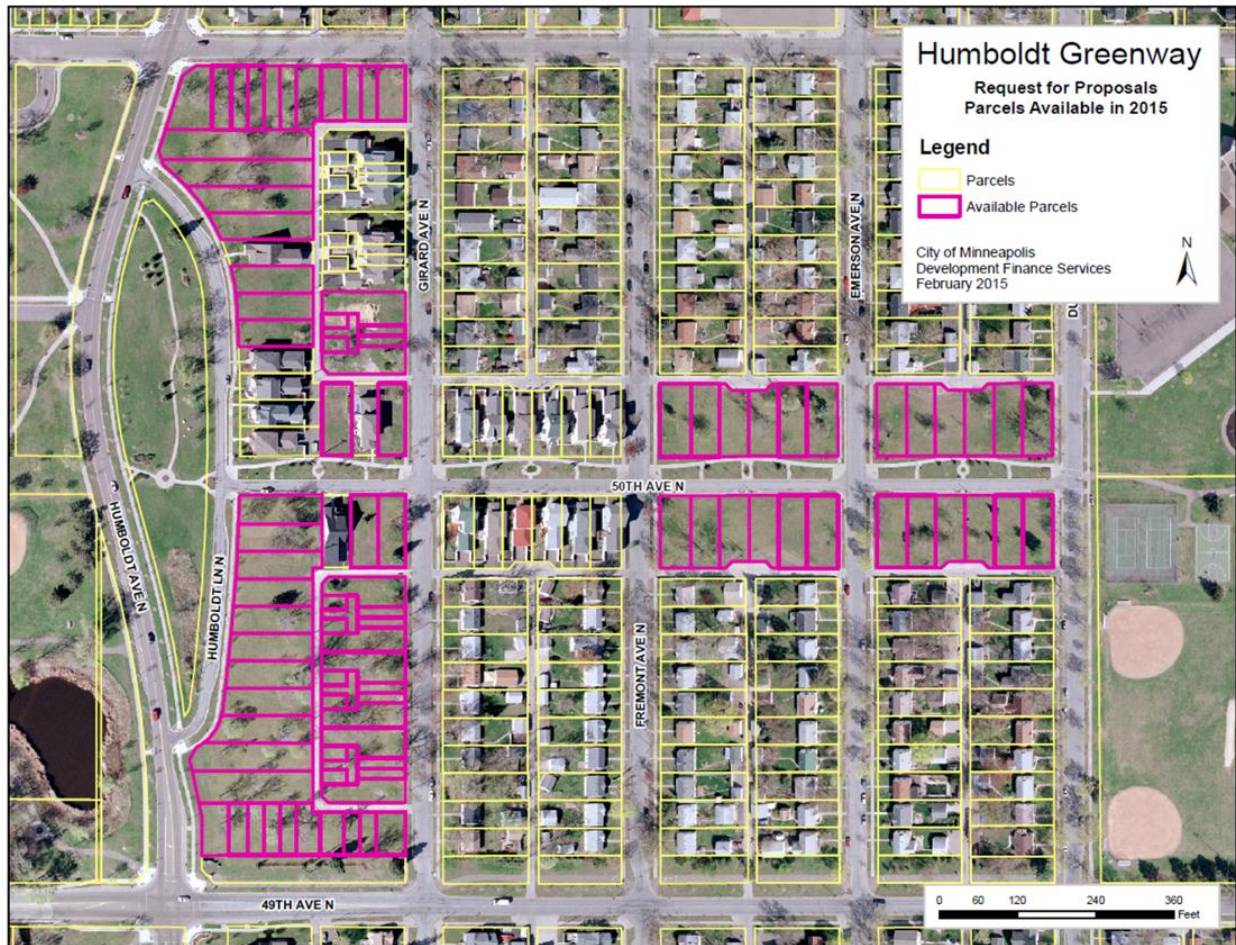 Humboldt Greenway
Request for Proposals
Parcels Available in 2015
Legend
Parcels
Available Parcels
City of Minneapolis
Development Finance Services
February 2015
N
GIRARD AVE N
EMERSON AVE N
DU
50TH AVE N
HUMBOLDT AVE N
HUMBOLDT LN N
FREMONT AVE N
49TH AVE N
0 60 120 240 360
Feet